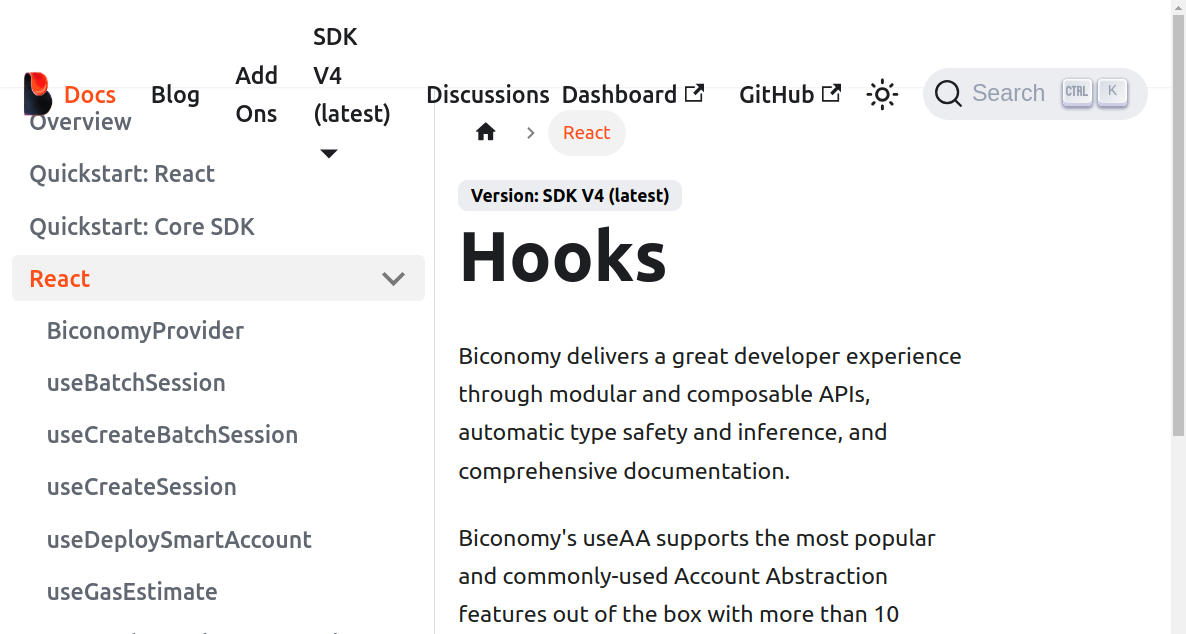 SDK
V4
(latest)
Add
Ons
Docs
Blog
Discussions
Dashboard
GitHub
Search
CTRL
K
Overview
Quickstart: React
Quickstart: Core SDK
React
BiconomyProvider
useBatchSession
useCreateBatchSession
useCreateSession
useDeploySmartAccount
useGasEstimate
React
Version: SDK V4 (latest)
Hooks
Biconomy delivers a great developer experience
through modular and composable APIs,
automatic type safety and inference, and
comprehensive documentation.
Biconomy's useAA supports the most popular
and commonly-used Account Abstraction
features out of the box with more than 10